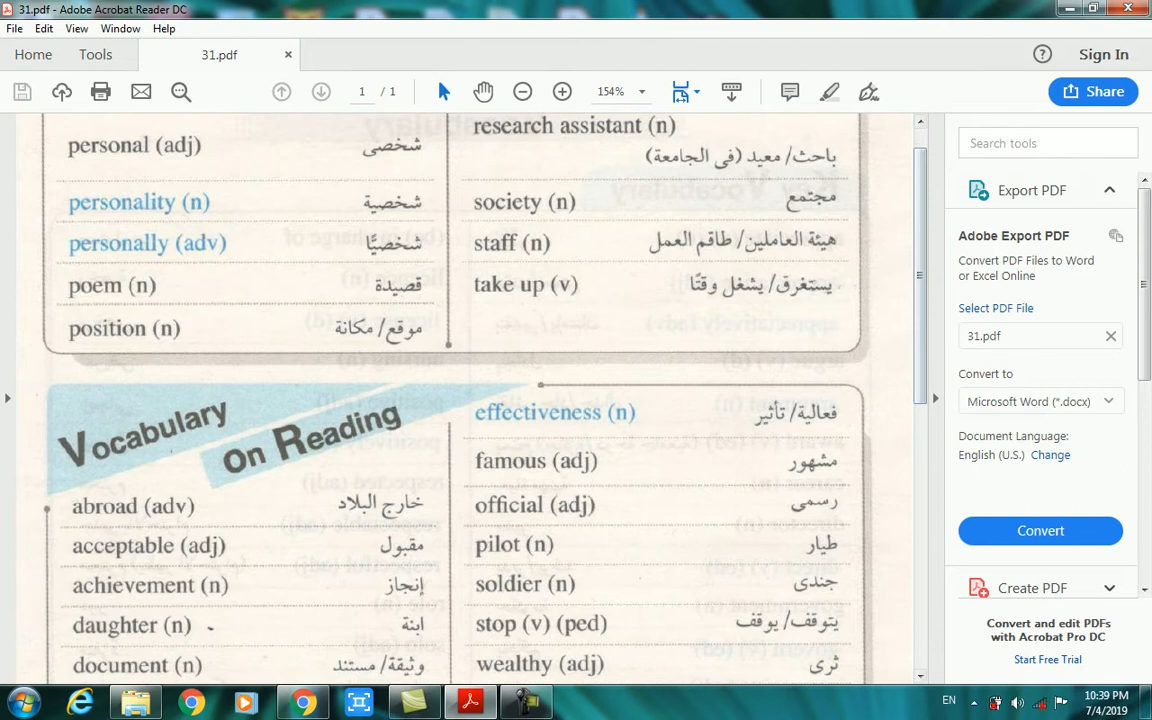 31.pdf - Adobe Acrobat Reader DC
File Edit View Window Help
Home Tools 31.pdf × Sign In
1 / 1 154% Share
personal (adj) شخصى
personality (n) شخصية
personally (adv) شخصيًا
poem (n) قصيدة
position (n) موقع/ مكانة
research assistant (n)
باحث/ معيد (فى الجامعة)
society (n) مجتمع
staff (n) هيئة العاملين/ طاقم العمل
take up (v) يستغرق/ يشغل وقتًا
Vocabulary
on Reading
abroad (adv) خارج البلاد
acceptable (adj) مقبول
achievement (n) إنجاز
daughter (n) ابنة
document (n) وثيقة/ مستند
effectiveness (n) فعالية/ تأثير
famous (adj) مشهور
official (adj) رسمى
pilot (n) طيار
soldier (n) جندى
stop (v) (ped) يتوقف/ يوقف
wealthy (adj) ثرى
Search tools
Export PDF
Adobe Export PDF
Convert PDF Files to Word
or Excel Online
Select PDF File
31.pdf
Convert to
Microsoft Word (*.docx)
Document Language:
English (U.S.) Change
Convert
Create PDF
Convert and edit PDFs
with Acrobat Pro DC
Start Free Trial
EN
10:39 PM
7/4/2019